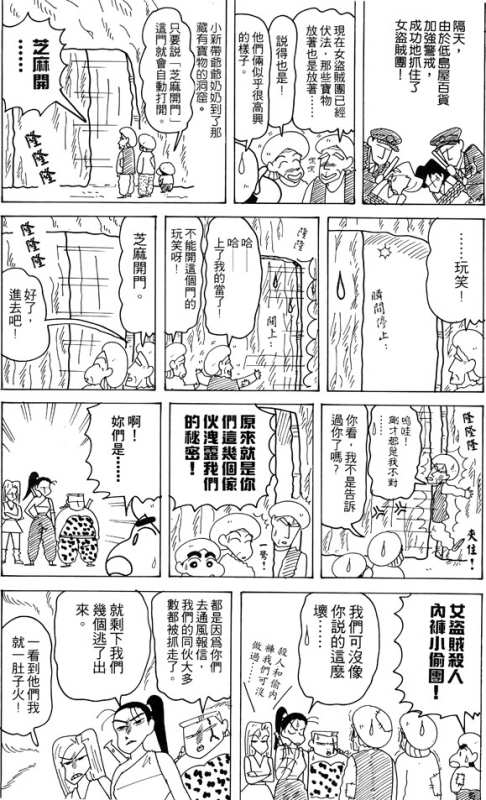 隔天，
由於低島屋百貨
加強警戒，
成功地抓住了
女盜賊團！
現在女盜賊團已經
伏法，那些寶物
放著也是放著……
說得也是！
他們倆似乎很高興
的樣子。
小新帶爺爺奶奶到了那
藏有寶物的洞窟。
只要說「芝麻開門」
這門就會自動打開。
芝麻開
……
隆隆隆
……玩笑！
瞬間停止…
隆隆
哈——
哈——
上了我的當了！
不能開這個門的
玩笑呀！
關上…
芝麻開門。
隆隆隆
好了，
進去吧！
隆隆隆
嗚哇！
剛才都是我不對
……
你看，我不是告訴
過你了嗎？
夾住！
原來就是你
們這幾個傢
伙洩露我們
的秘密！
一驚！
啊！
妳們是……
女盜賊殺人
內褲小偷團！
我們可沒像
你說的這麼
壞……
殺人和偷內
褲我們可沒
做過……
都是因為你們
去通風報信，
我們的同伙大多
數都被抓走了。
就剩下我們
幾個逃了出
來。
一看到他們我
就一肚子火！